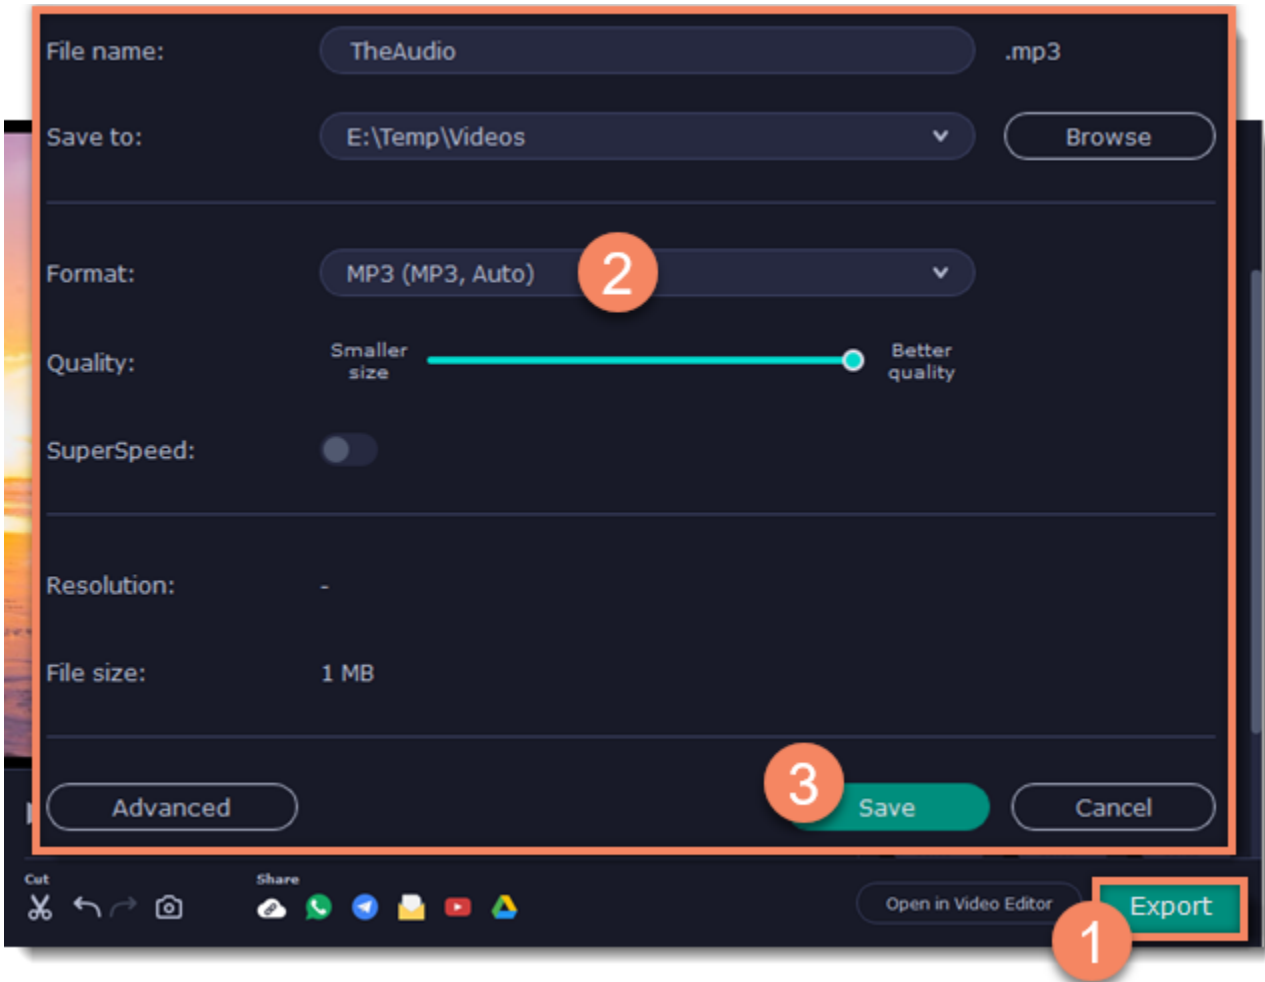 File name: TheAudio .mp3
Save to: E:\Temp\Videos Browse
Format: MP3 (MP3, Auto) 2
Quality: Smaller size Better quality
SuperSpeed:
Resolution: -
File size: 1 MB
Advanced 3 Save Cancel
Cut Share
Open in Video Editor 1 Export